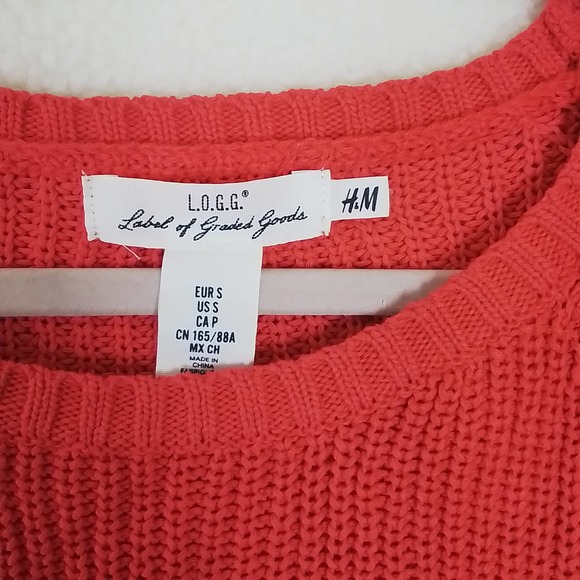 L.O.G.G.®
Label of Graded Goods
H&M
EUR S
US S
CA P
CN 165/88A
MX CH
MADE IN
CHINA